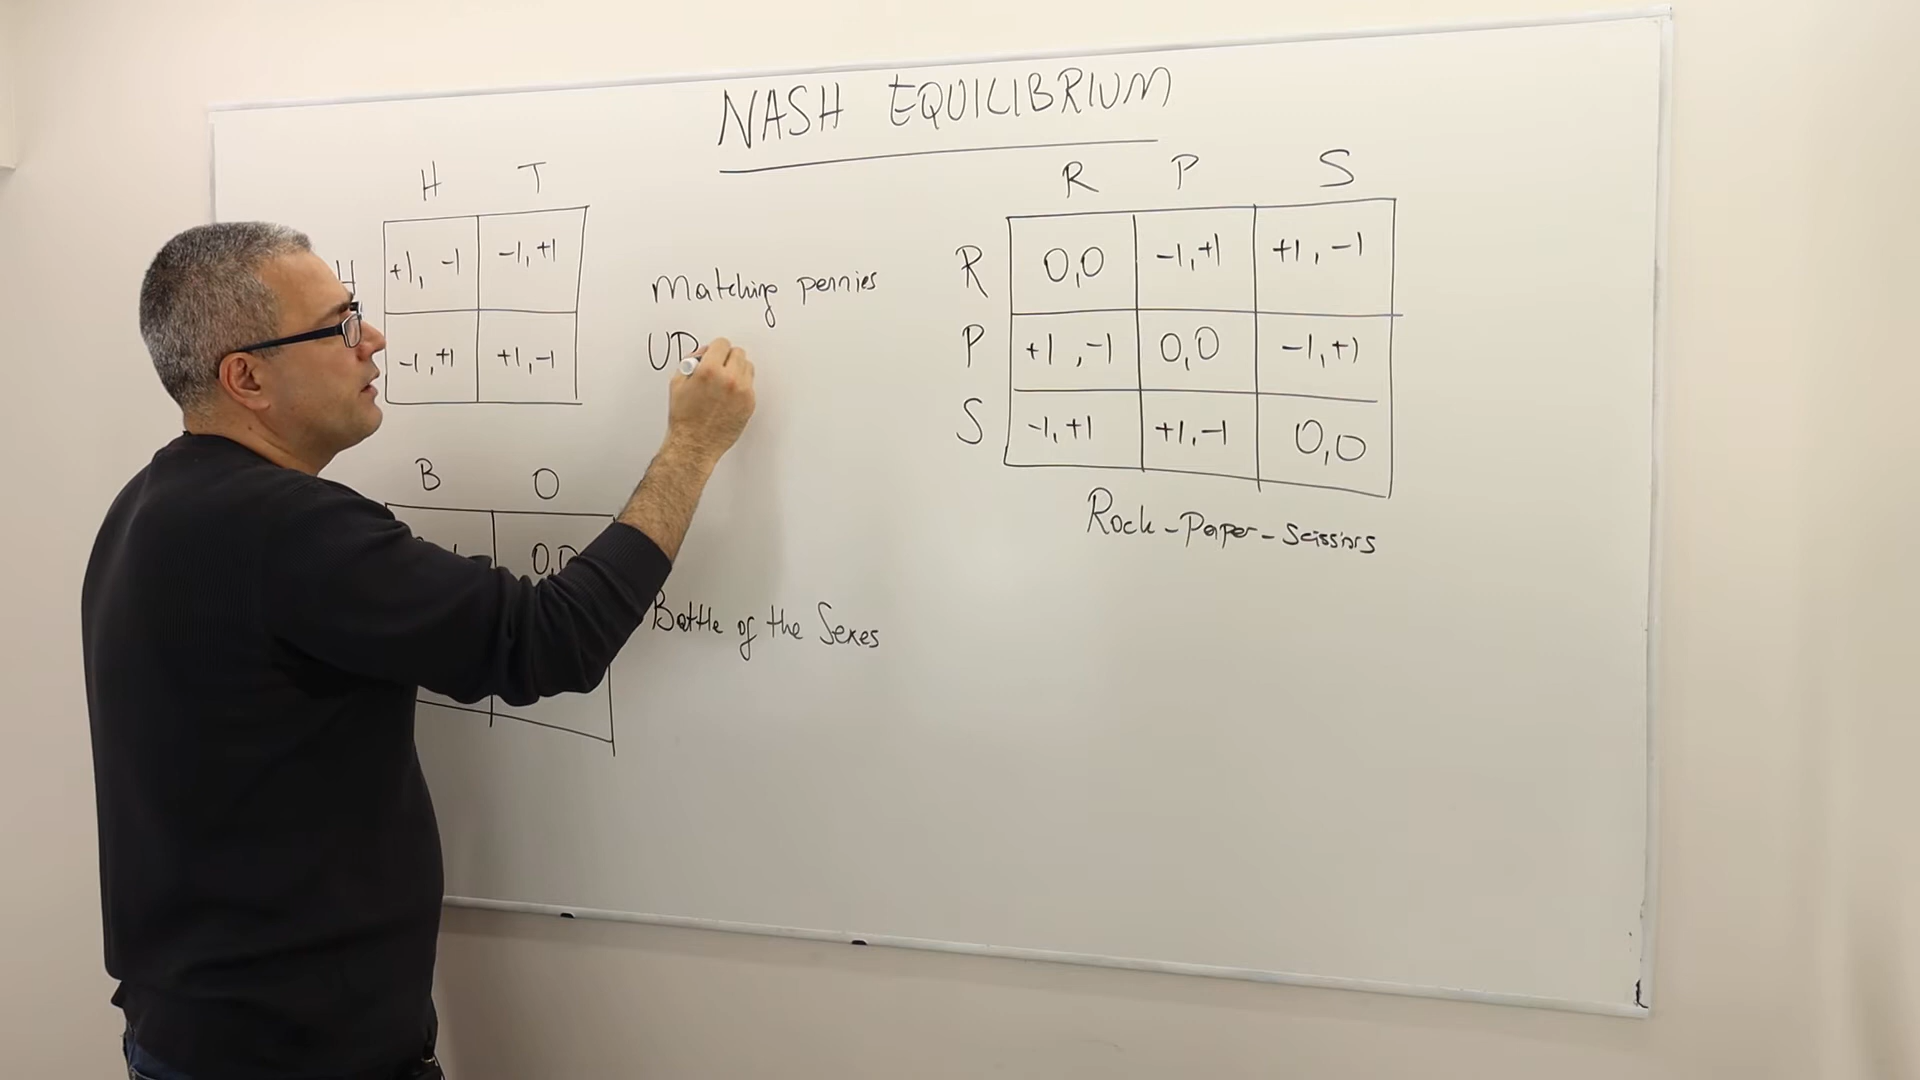 NASH EQUILIBRIUM
H T
H +1, -1 -1, +1
-1, +1 +1, -1
Matching pennies
UD
B O
0,0
Battle of the Sexes
R P S
R 0,0 -1,+1 +1, -1
P +1, -1 0,0 -1,+1
S -1,+1 +1,-1 0,0
Rock-Paper-Scissors